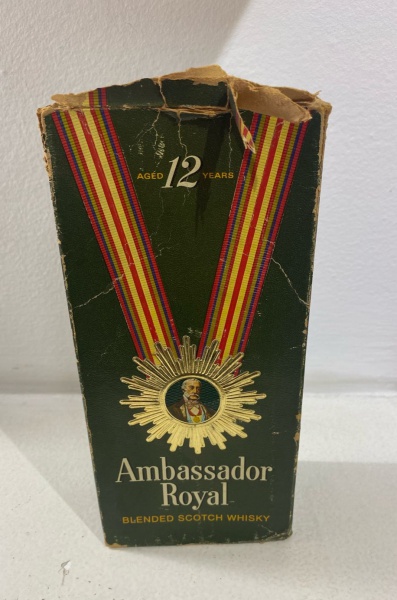 AGED 12 YEARS
Ambassador
Royal
BLENDED SCOTCH WHISKY